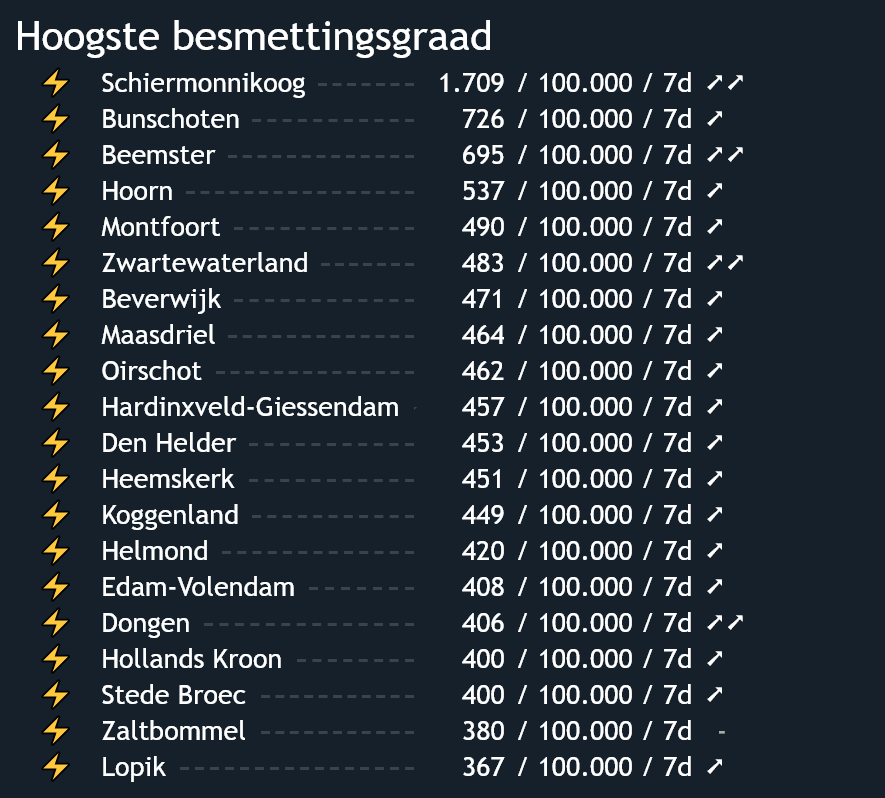 Hoogste besmettingsgraad
⚡ Schiermonnikoog ------- 1.709 / 100.000 / 7d ➚➚
⚡ Bunschoten ----------- 726 / 100.000 / 7d ➚
⚡ Beemster ------------ 695 / 100.000 / 7d ➚➚
⚡ Hoorn --------------- 537 / 100.000 / 7d ➚
⚡ Montfoort ------------ 490 / 100.000 / 7d ➚
⚡ Zwartewaterland ------- 483 / 100.000 / 7d ➚➚
⚡ Beverwijk ------------ 471 / 100.000 / 7d ➚
⚡ Maasdriel ------------ 464 / 100.000 / 7d ➚
⚡ Oirschot ------------- 462 / 100.000 / 7d ➚
⚡ Hardinxveld-Giessendam - 457 / 100.000 / 7d ➚
⚡ Den Helder ----------- 453 / 100.000 / 7d ➚
⚡ Heemskerk ----------- 451 / 100.000 / 7d ➚
⚡ Koggenland ----------- 449 / 100.000 / 7d ➚
⚡ Helmond ------------- 420 / 100.000 / 7d ➚
⚡ Edam-Volendam ------- 408 / 100.000 / 7d ➚
⚡ Dongen -------------- 406 / 100.000 / 7d ➚➚
⚡ Hollands Kroon -------- 400 / 100.000 / 7d ➚
⚡ Stede Broec ---------- 400 / 100.000 / 7d ➚
⚡ Zaltbommel ---------- 380 / 100.000 / 7d -
⚡ Lopik --------------- 367 / 100.000 / 7d ➚